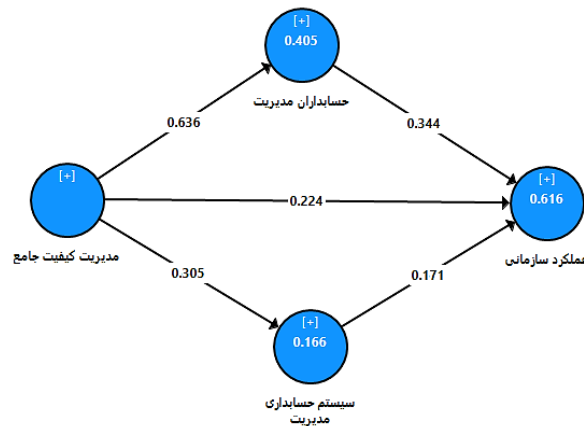 [+]
0.405
حسابداران مدیریت
0.636
0.344
[+]
مدیریت کیفیت جامع
0.224
[+]
0.616
عملکرد سازمانی
0.305
0.171
[+]
0.166
سیستم حسابداری
مدیریت